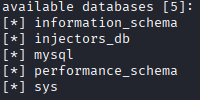 available databases [5]:
[*] information_schema
[*] injectors_db
[*] mysql
[*] performance_schema
[*] sys